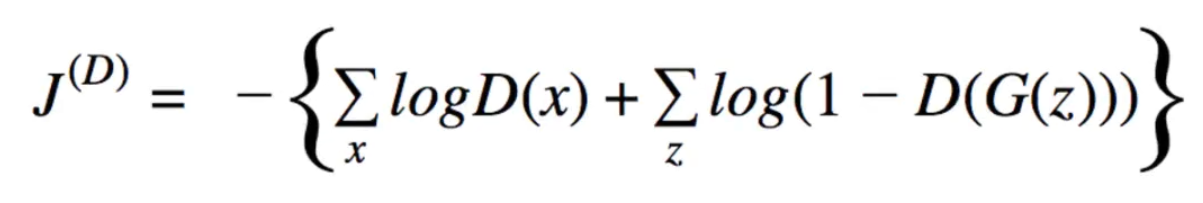 J^(D) = -{∑_x logD(x) + ∑_z log(1 − D(G(z)))}